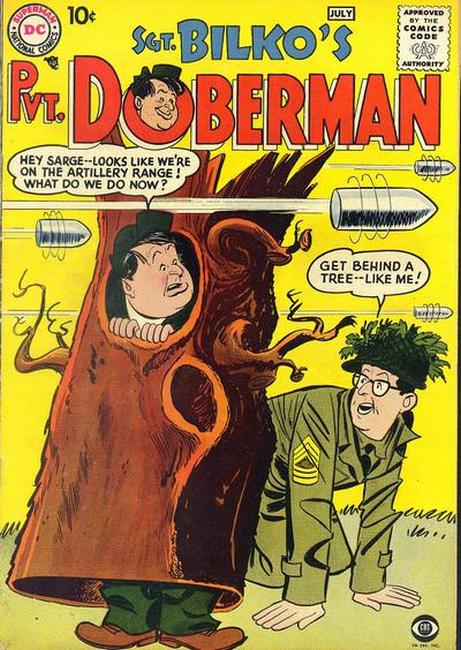 SUPERMAN
DC
NATIONAL COMICS
10¢
JULY
APPROVED
BY THE
COMICS
CODE
AUTHORITY
SGT. BILKO'S
PVT. DOBERMAN
HEY SARGE--LOOKS LIKE WE'RE
ON THE ARTILLERY RANGE!
WHAT DO WE DO NOW?
GET BEHIND A
TREE--LIKE ME!
CBS